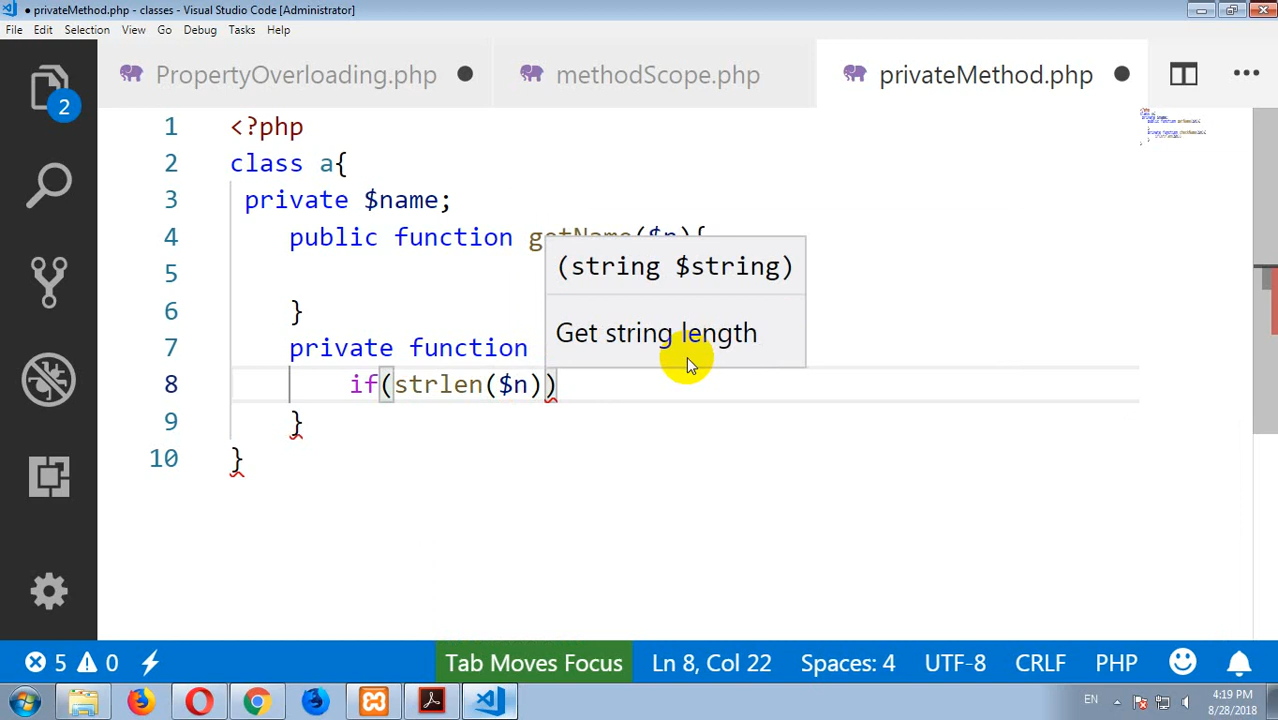 ● privateMethod.php - classes - Visual Studio Code [Administrator]
File Edit Selection View Go Debug Tasks Help
PropertyOverloading.php methodScope.php privateMethod.php
2
1 <?php
2 class a{
3 private $name;
4 public function getName($n){
5
6 }
7 private function
8 if(strlen($n))
9 }
10 }
(string $string)
Get string length
5 0 Tab Moves Focus Ln 8, Col 22 Spaces: 4 UTF-8 CRLF PHP
EN 4:19 PM
8/28/2018